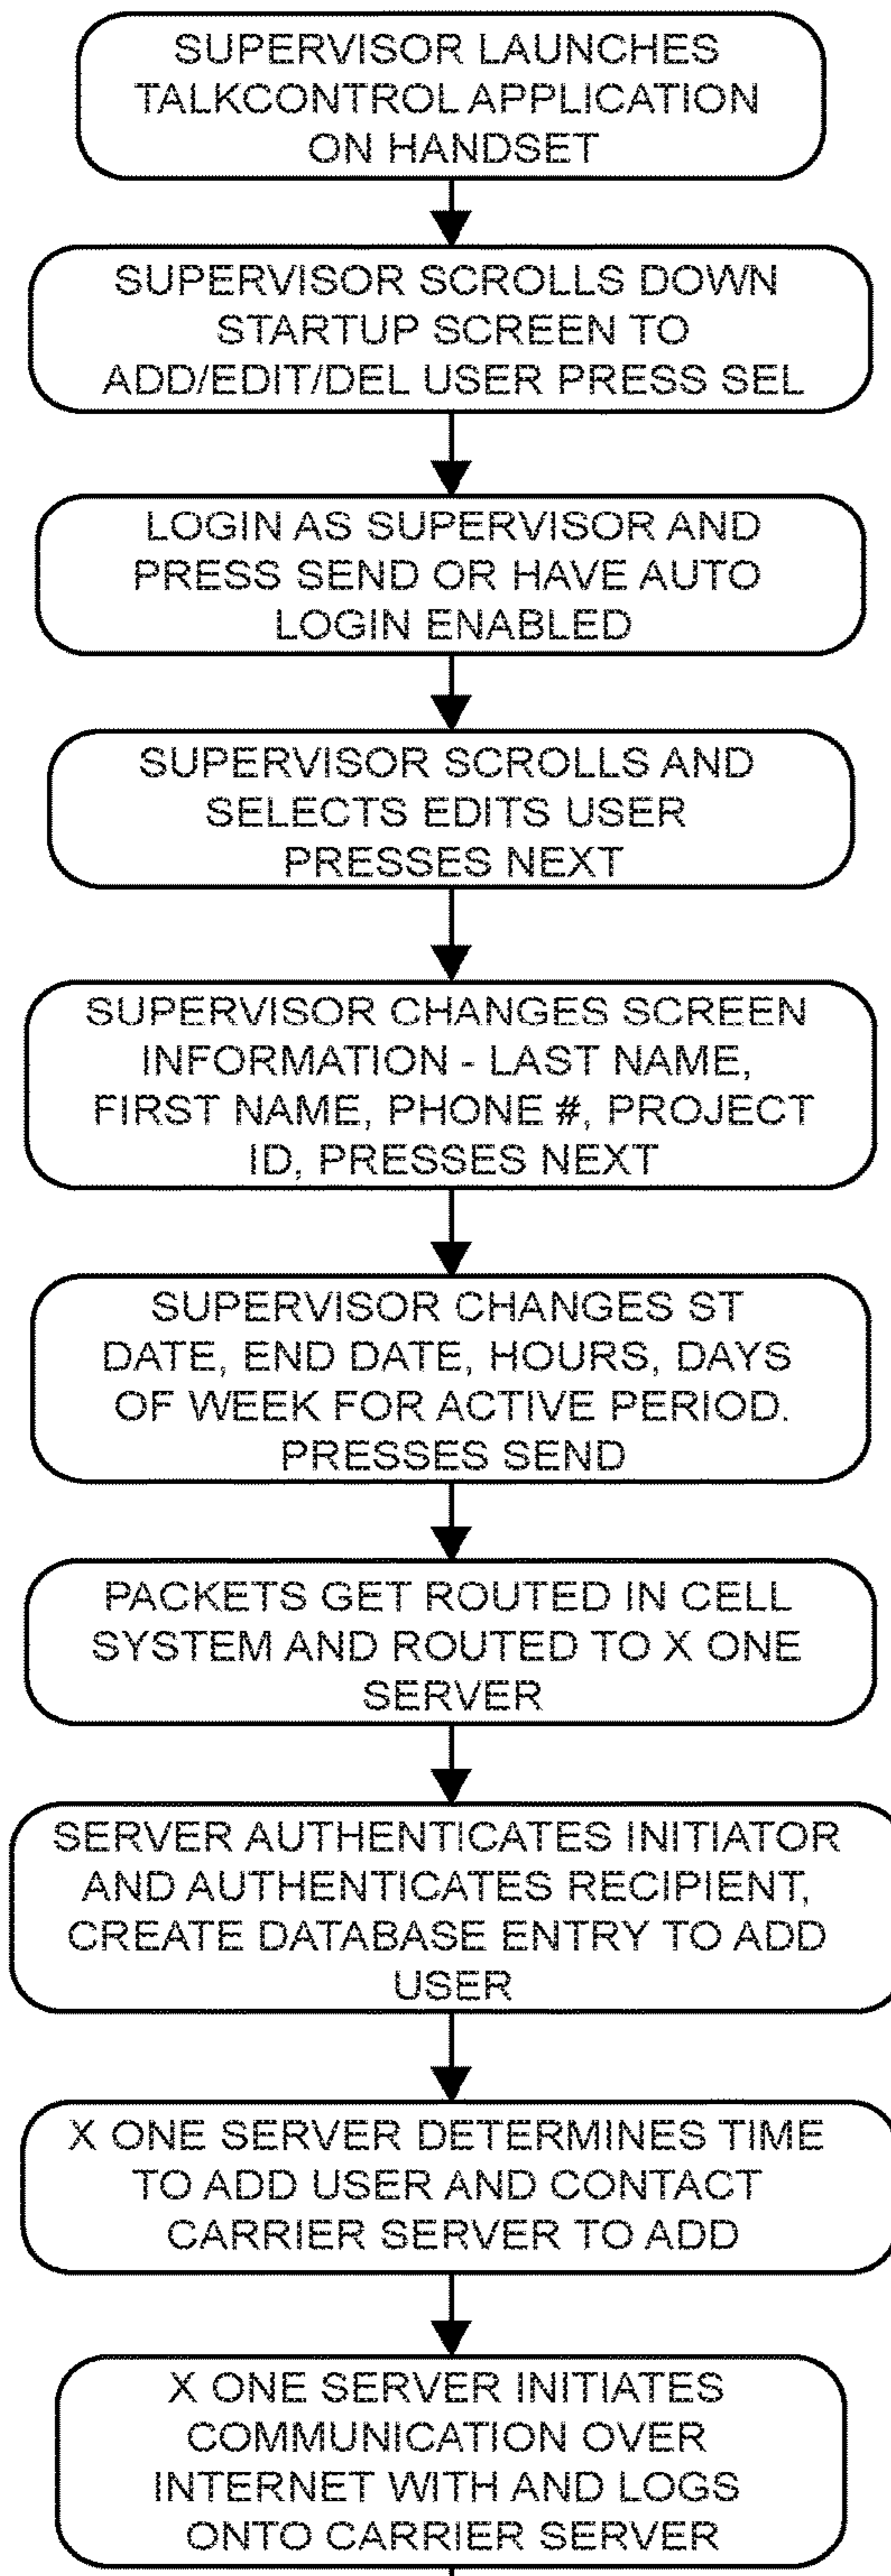 SUPERVISOR LAUNCHES
TALKCONTROL APPLICATION
ON HANDSET
SUPERVISOR SCROLLS DOWN
STARTUP SCREEN TO
ADD/EDIT/DEL USER PRESS SEL
LOGIN AS SUPERVISOR AND
PRESS SEND OR HAVE AUTO
LOGIN ENABLED
SUPERVISOR SCROLLS AND
SELECTS EDITS USER
PRESSES NEXT
SUPERVISOR CHANGES SCREEN
INFORMATION - LAST NAME,
FIRST NAME, PHONE #, PROJECT
ID, PRESSES NEXT
SUPERVISOR CHANGES ST
DATE, END DATE, HOURS, DAYS
OF WEEK FOR ACTIVE PERIOD.
PRESSES SEND
PACKETS GET ROUTED IN CELL
SYSTEM AND ROUTED TO X ONE
SERVER
SERVER AUTHENTICATES INITIATOR
AND AUTHENTICATES RECIPIENT,
CREATE DATABASE ENTRY TO ADD
USER
X ONE SERVER DETERMINES TIME
TO ADD USER AND CONTACT
CARRIER SERVER TO ADD
X ONE SERVER INITIATES
COMMUNICATION OVER
INTERNET WITH AND LOGS
ONTO CARRIER SERVER